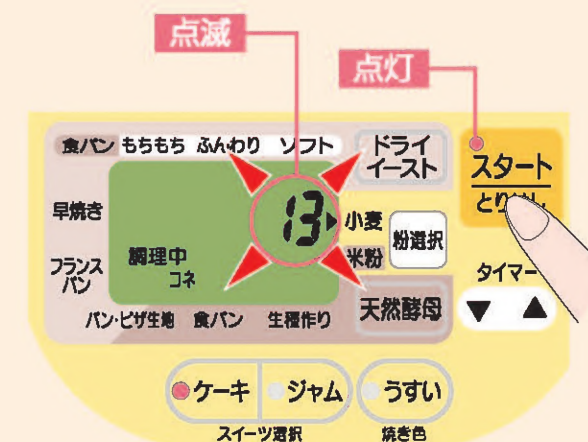 点滅
点灯
食パン もちもち ふんわり ソフト
ドライ
イースト
スタート
早焼き
13
小麦
粉選択
フランス
パン
調理中
コネ
米粉
天然酵母
タイマー
▼ ▲
パン・ピザ生地 食パン 生種作り
ケーキ ジャム うすい
スイーツ選択 焼き色